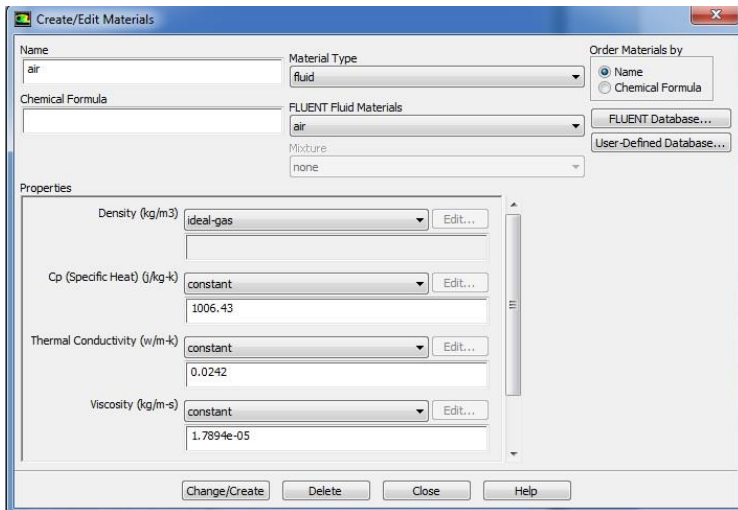 Create/Edit Materials
Name
air
Material Type
fluid
Order Materials by
Name
Chemical Formula
Chemical Formula
FLUENT Fluid Materials
air
FLUENT Database...
User-Defined Database...
Mixture
none
Properties
Density (kg/m3) ideal-gas Edit...
Cp (Specific Heat) (j/kg-k) constant Edit...
1006.43
Thermal Conductivity (w/m-k) constant Edit...
0.0242
Viscosity (kg/m-s) constant Edit...
1.7894e-05
Change/Create Delete Close Help